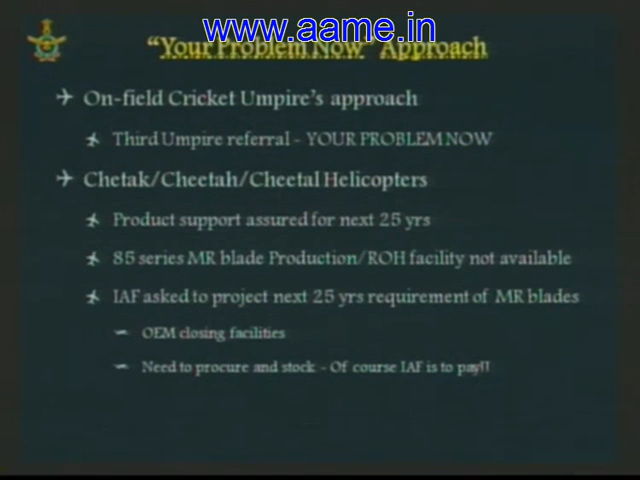 www.aame.in
“Your Problem Now” Approach
On-field Cricket Umpire's approach
Third Umpire referral - YOUR PROBLEM NOW
Chetak/Cheetah/Cheetal Helicopters
Product support assured for next 25 yrs
85 series MR blade Production/ROH facility not available
IAF asked to project next 25 yrs requirement of MR blades
OEM closing facilities
Need to procure and stock - Of course IAF is to pay!!